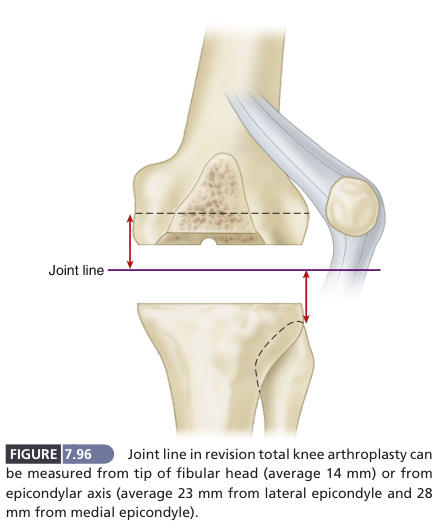 Joint line
FIGURE 7.96 Joint line in revision total knee arthroplasty can
be measured from tip of fibular head (average 14 mm) or from
epicondylar axis (average 23 mm from lateral epicondyle and 28
mm from medial epicondyle).